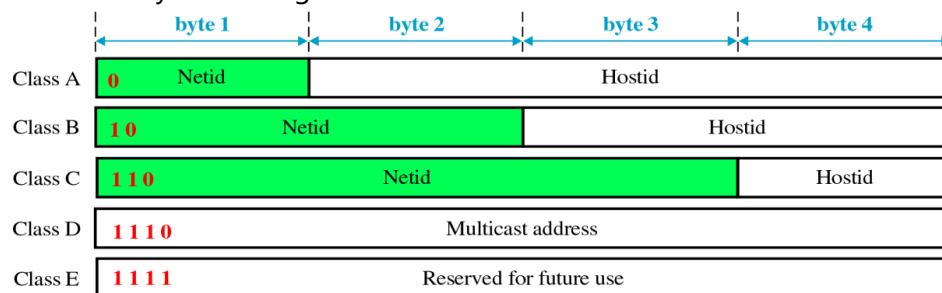 byte 1 byte 2 byte 3 byte 4
Class A 0 Netid Hostid
Class B 1 0 Netid Hostid
Class C 1 1 0 Netid Hostid
Class D 1 1 1 0 Multicast address
Class E 1 1 1 1 Reserved for future use